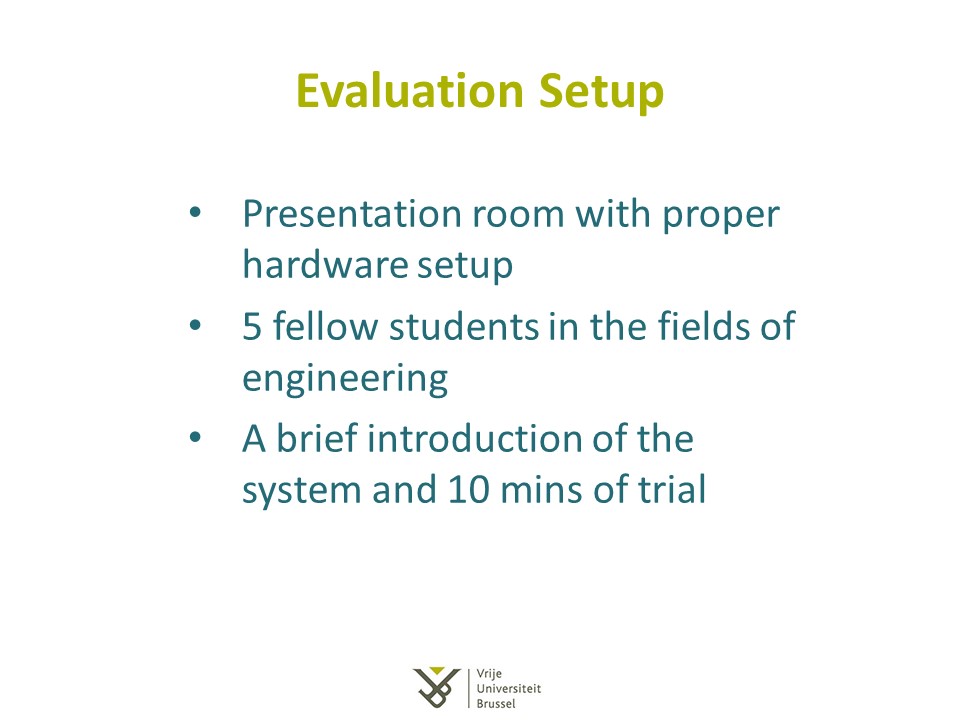 Evaluation Setup
• Presentation room with proper
hardware setup
• 5 fellow students in the fields of
engineering
• A brief introduction of the
system and 10 mins of trial
Vrije
Universiteit
Brussel